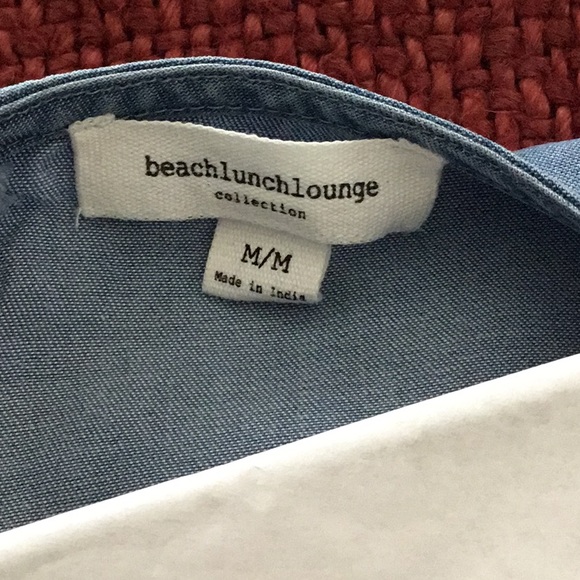 beachlunchlounge
collection
M/M
Made in India